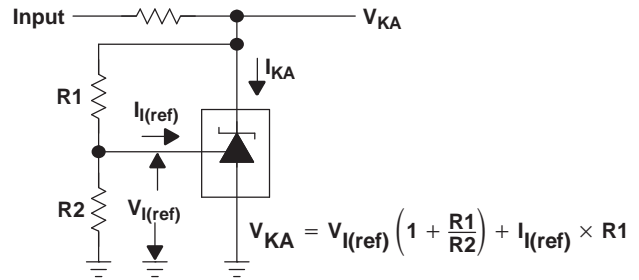 Input
V_KA
I_KA
R1
I_I(ref)
R2
V_I(ref)
V_KA = V_I(ref) (1 + R1/R2) + I_I(ref) × R1